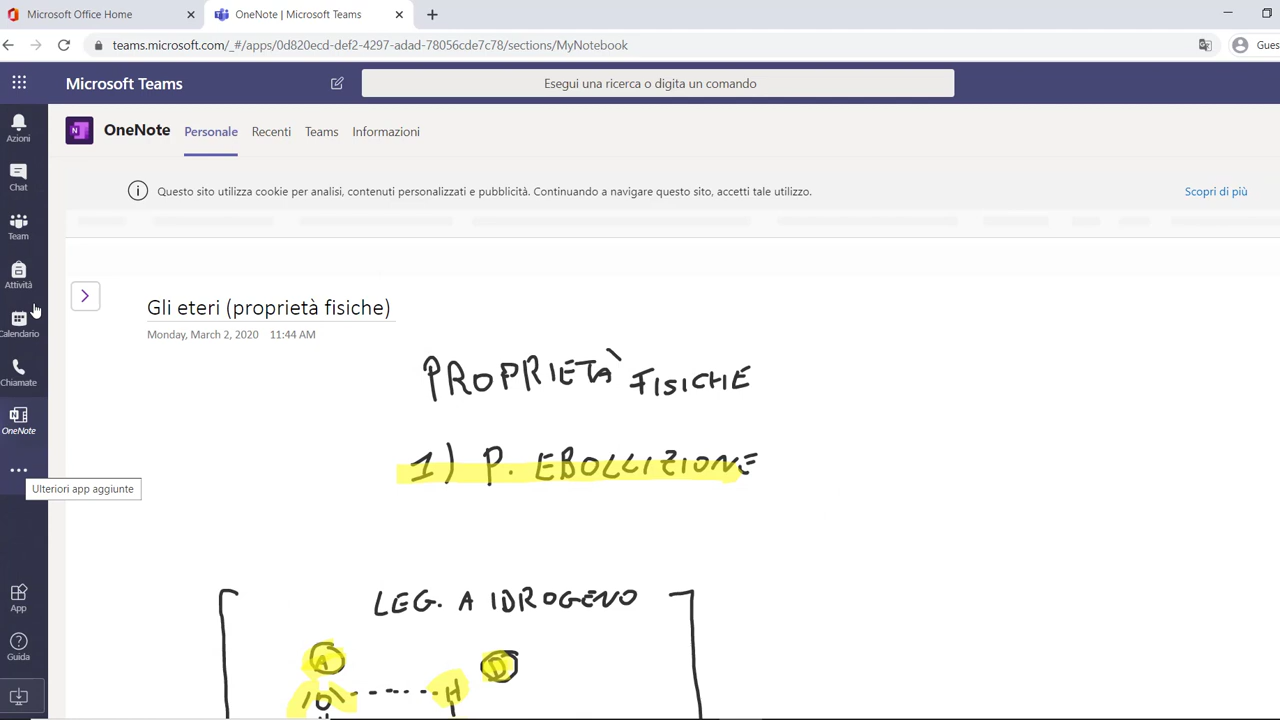 Microsoft Office Home
OneNote | Microsoft Teams
teams.microsoft.com/_#/apps/0d820ecd-def2-4297-adad-78056cde7c78/sections/MyNotebook
Gues
Microsoft Teams
Esegui una ricerca o digita un comando
Azioni
Chat
Team
Attività
Calendario
Chiamate
OneNote
Ulteriori app aggiunte
App
Guida
OneNote Personale Recenti Teams Informazioni
Questo sito utilizza cookie per analisi, contenuti personalizzati e pubblicità. Continuando a navigare questo sito, accetti tale utilizzo.
Scopri di più
Gli eteri (proprietà fisiche)
Monday, March 2, 2020 11:44 AM
PROPRIETÀ FISICHE
1) P. EBOLLIZIONE
LEG. A IDROGENO
A D
O H